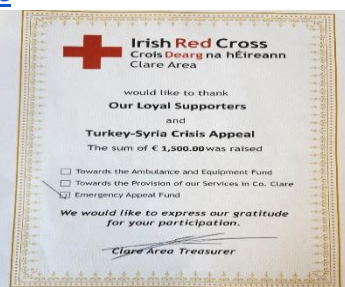 Irish Red Cross
Crois Dearg na hÉireann
Clare Area
would like to thank
Our Loyal Supporters
and
Turkey-Syria Crisis Appeal
The sum of € 1,500.00 was raised
Towards the Ambulance and Equipment Fund
Towards the Provision of our Services in Co. Clare
Emergency Appeal Fund
We would like to express our gratitude
for your participation.
Clare Area Treasurer